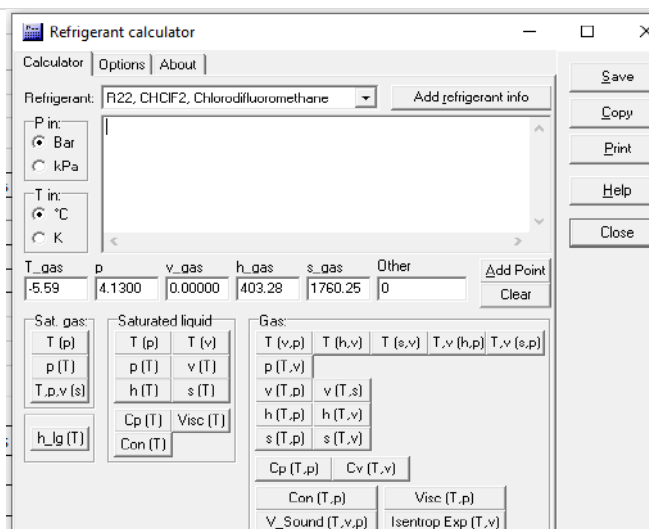 Refrigerant calculator
Calculator Options About
Refrigerant: R22, CHClF2, Chlorodifluoromethane Add refrigerant info
P in:
Bar
kPa
T in:
°C
K
T_gas p v_gas h_gas s_gas Other
-5.59 4.1300 0.00000 403.28 1760.25 0
Add Point
Clear
Sat. gas:
T (p)
p (T)
T,p,v (s)
h_lg (T)
Saturated liquid
T (p) T (v)
p (T) v (T)
h (T) s (T)
Cp (T) Visc (T)
Con (T)
Gas:
T (v,p) T (h,v) T (s,v) T,v (h,p) T,v (s,p)
p (T,v)
v (T,p) v (T,s)
h (T,p) h (T,v)
s (T,p) s (T,v)
Cp (T,p) Cv (T,v)
Con (T,p) Visc (T,p)
V_Sound (T,v,p) Isentrop Exp (T,v)
Save
Copy
Print
Help
Close